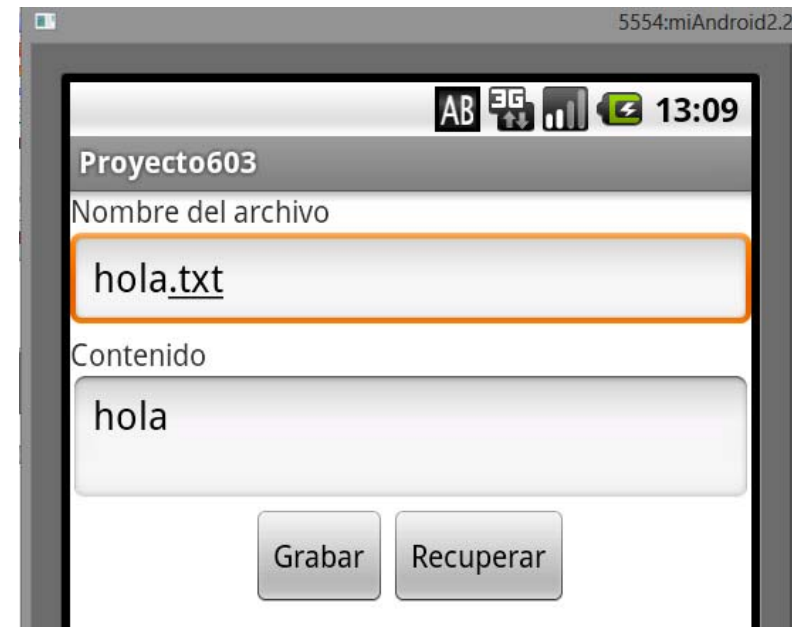 5554:miAndroid2.2
AB 3G 13:09
Proyecto603
Nombre del archivo
hola.txt
Contenido
hola
Grabar Recuperar